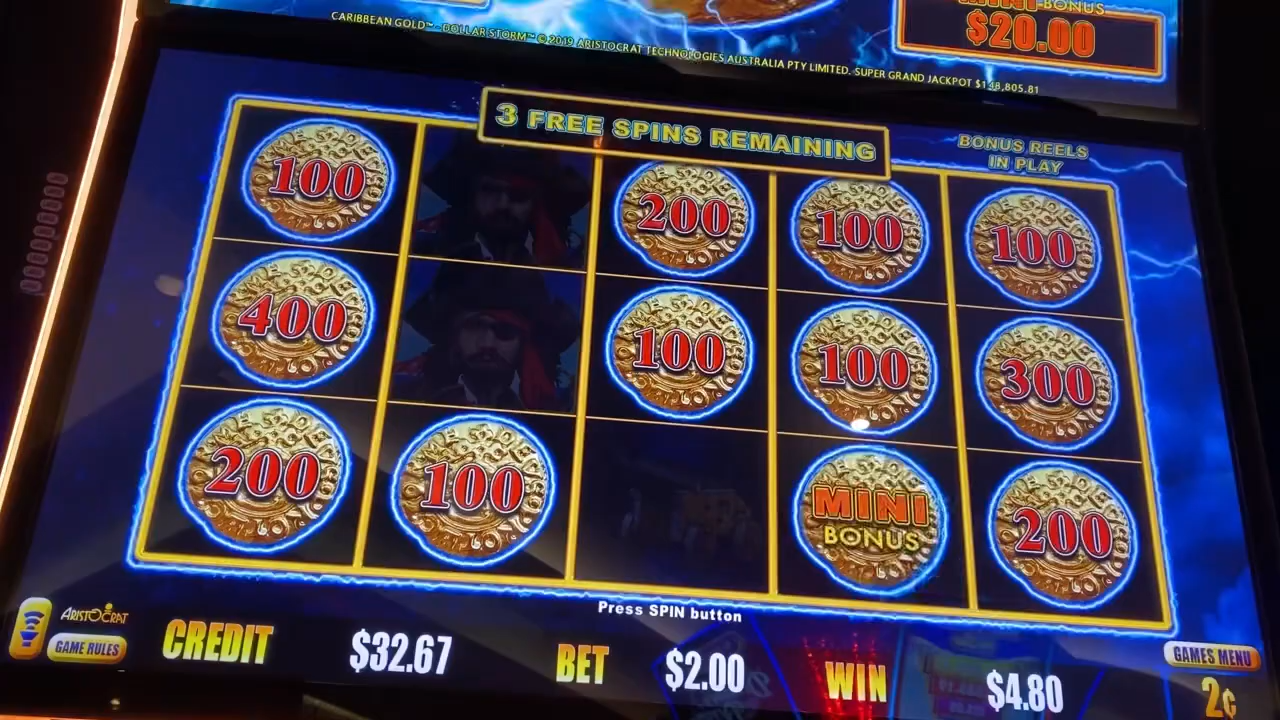 MINI BONUS
$20.00
CARIBBEAN GOLD™ - DOLLAR STORM™ © 2019 ARISTOCRAT TECHNOLOGIES AUSTRALIA PTY LIMITED. SUPER GRAND JACKPOT $148,805.81
3 FREE SPINS REMAINING
BONUS REELS
IN PLAY
100 200 100 100
400 100 100 300
200 100 MINI BONUS 200
Press SPIN button
ARISTOCRAT
GAME RULES
CREDIT $32.67 BET $2.00 WIN $4.80
GAMES MENU
2¢